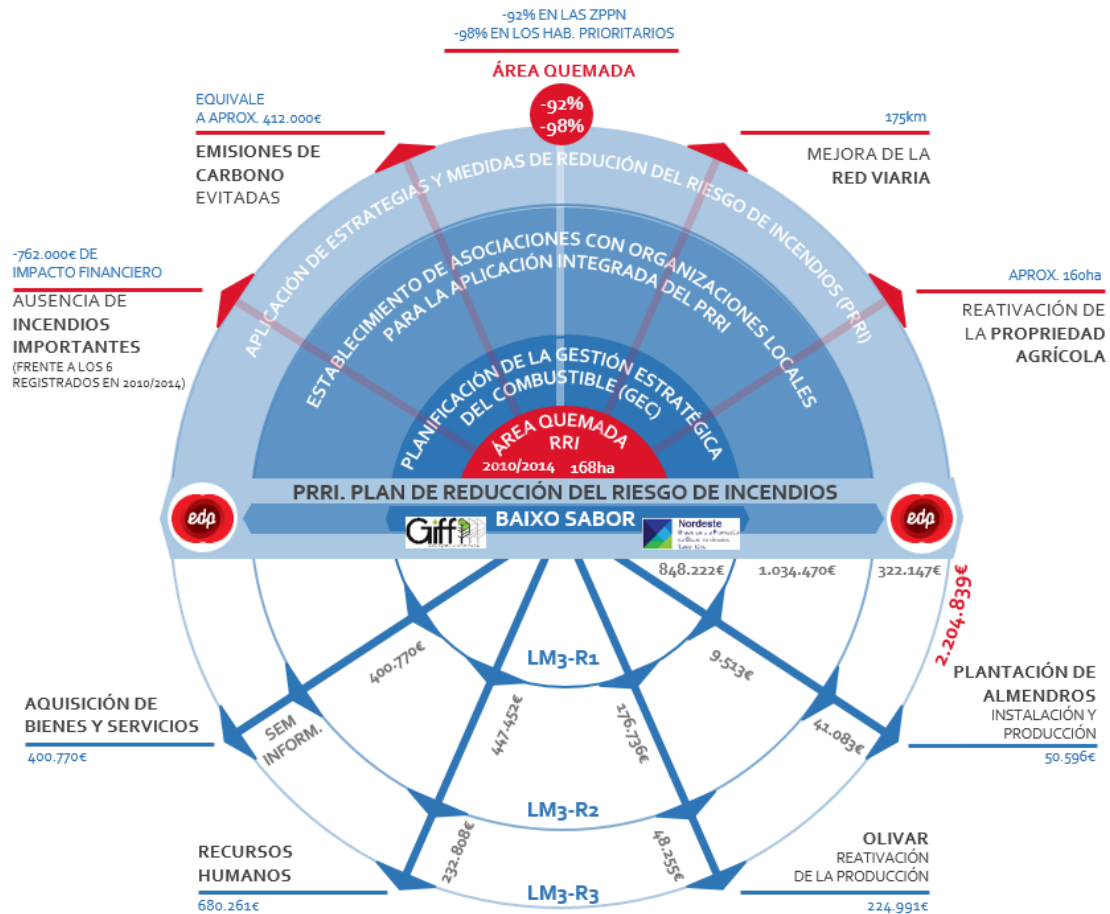 -92% EN LAS ZPPN
-98% EN LOS HAB. PRIORITARIOS
ÁREA QUEMADA
-92%
-98%
EQUIVALE
A APROX. 412.000€
EMISIONES DE
CARBONO
EVITADAS
175km
MEJORA DE LA
RED VIARIA
-762.000€ DE
IMPACTO FINANCIERO
AUSENCIA DE
INCENDIOS
IMPORTANTES
(FRENTE A LOS 6
REGISTRADOS EN 2010/2014)
APROX. 160ha
REATIVACIÓN DE
LA PROPRIEDAD
AGRÍCOLA
APLICACIÓN DE ESTRATEGIAS Y MEDIDAS DE REDUCIÓN DEL RIESGO DE INCENDIOS (PRRI)
ESTABLECIMIENTO DE ASOCIACIONES CON ORGANIZACIONES LOCALES
PARA LA APLICACIÓN INTEGRADA DEL PRRI
PLANIFICACIÓN DE LA GESTIÓN ESTRATÉGICA
DEL COMBUSTIBLE (GEC)
ÁREA QUEMADA
RRI
2010/2014 168ha
PRRI. PLAN DE REDUCCIÓN DEL RIESGO DE INCENDIOS
edp
BAIXO SABOR
edp
Giff
Nordeste
848.222€ 1.034.470€ 322.147€
2.204.839€
LM3-R1
400.770€
447.452€
176.736€
9.513€
LM3-R2
SEM
INFORM.
232.808€
48.255€
41.083€
LM3-R3
AQUISICIÓN DE
BIENES Y SERVICIOS
400.770€
PLANTACIÓN DE
ALMENDROS
INSTALACIÓN Y
PRODUCCIÓN
50.596€
RECURSOS
HUMANOS
680.261€
OLIVAR
REATIVACIÓN
DE LA PRODUCCIÓN
224.991€